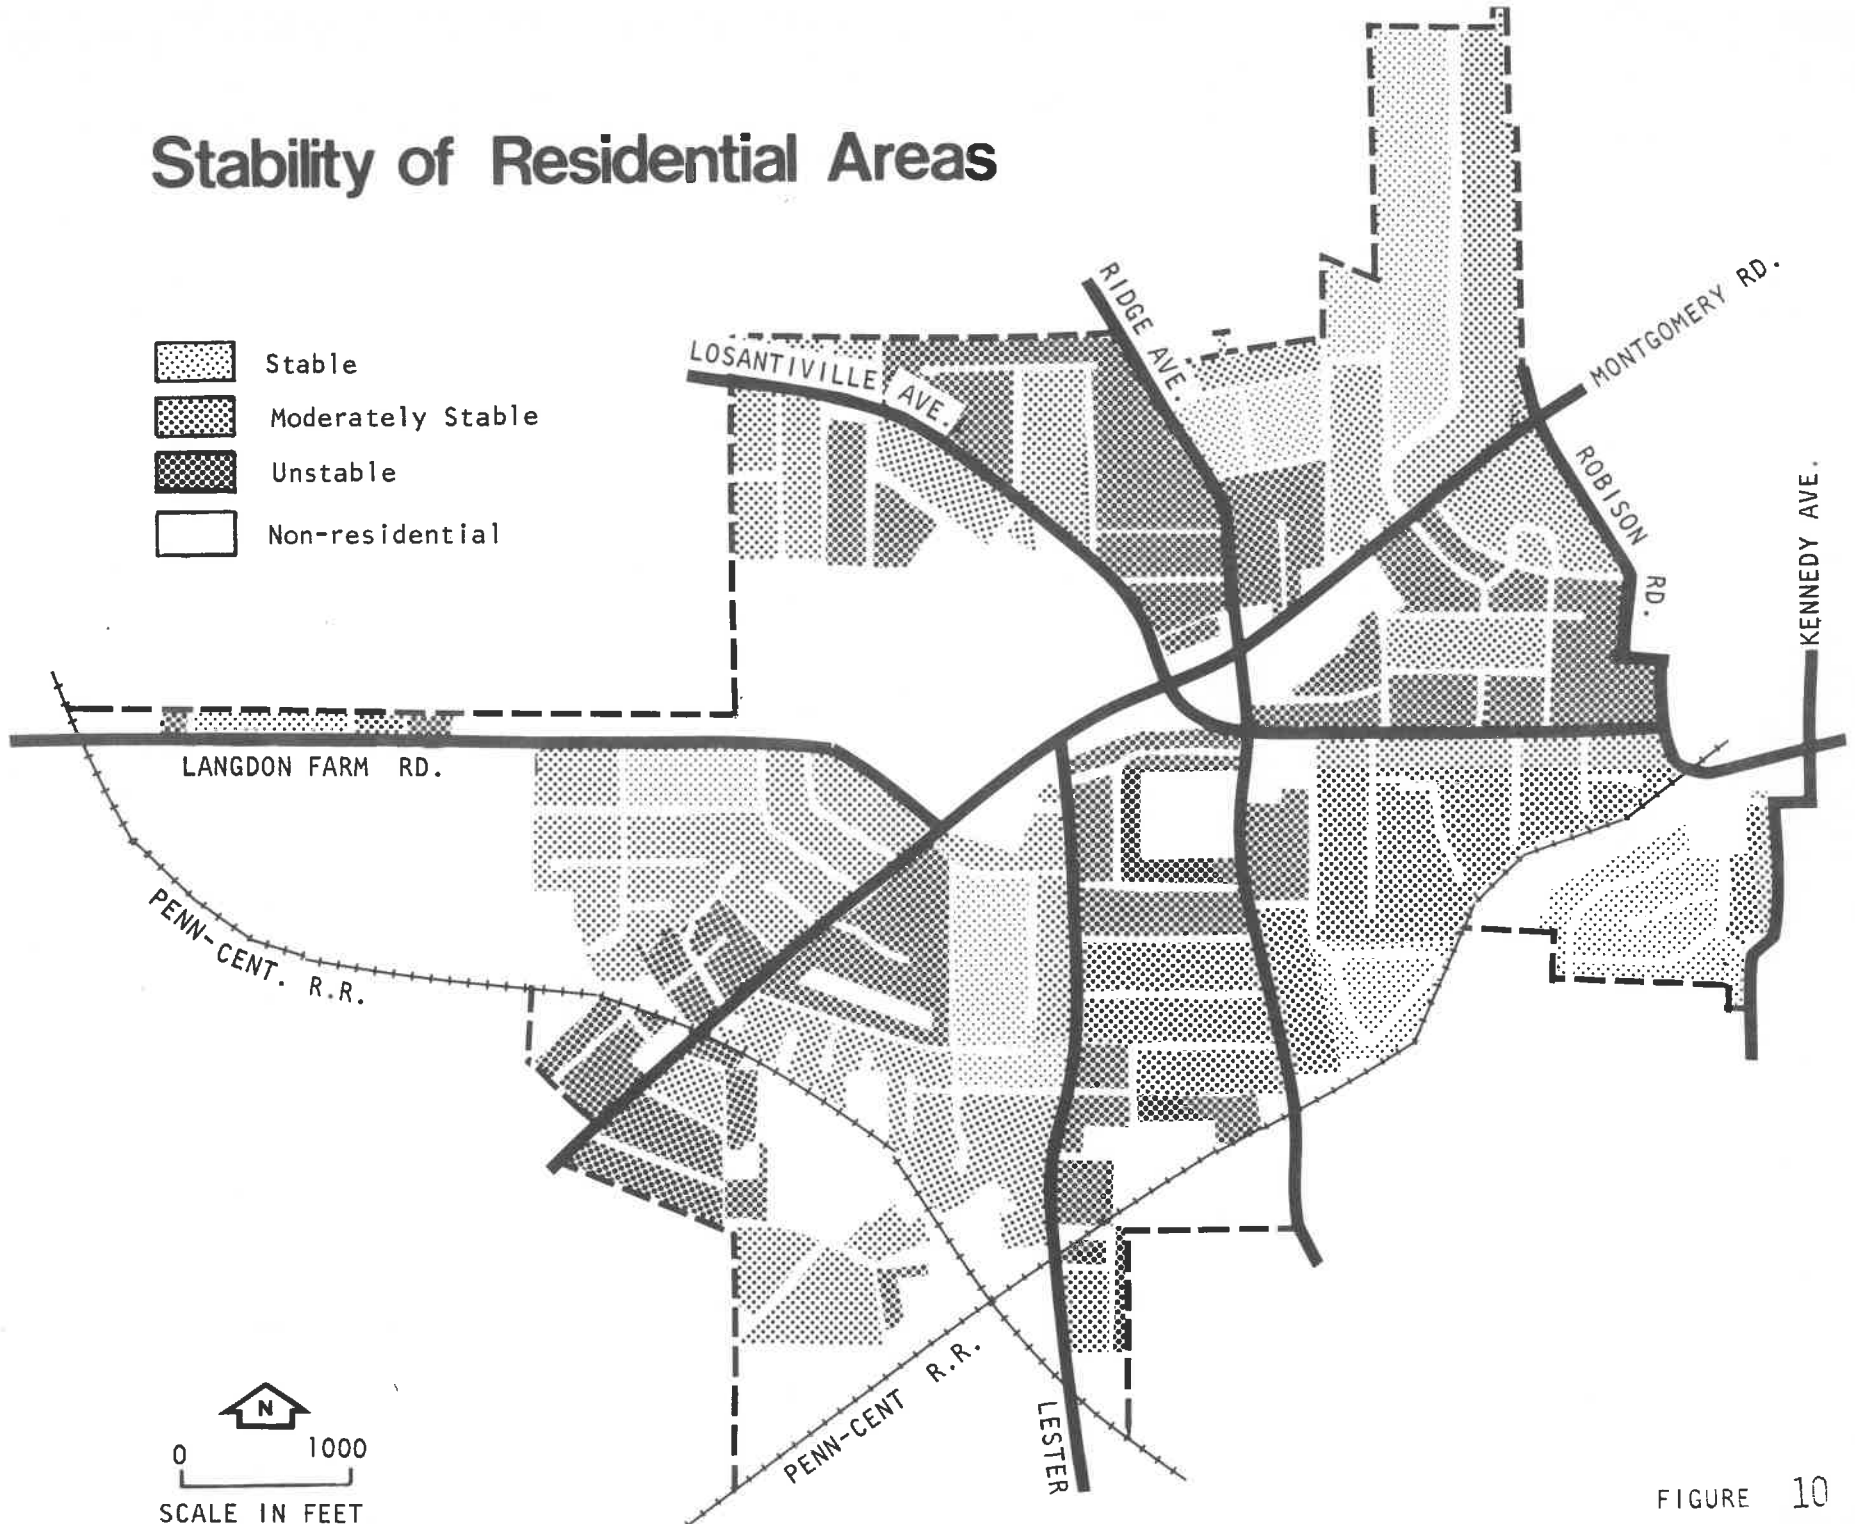 Stability of Residential Areas
Stable
Moderately Stable
Unstable
Non-residential
LOSANTIVILLE AVE.
RIDGE AVE.
MONTGOMERY RD.
ROBISON RD.
KENNEDY AVE.
LANGDON FARM RD.
PENN-CENT. R.R.
PENN-CENT R.R.
LESTER
N
0 1000
SCALE IN FEET
FIGURE 10